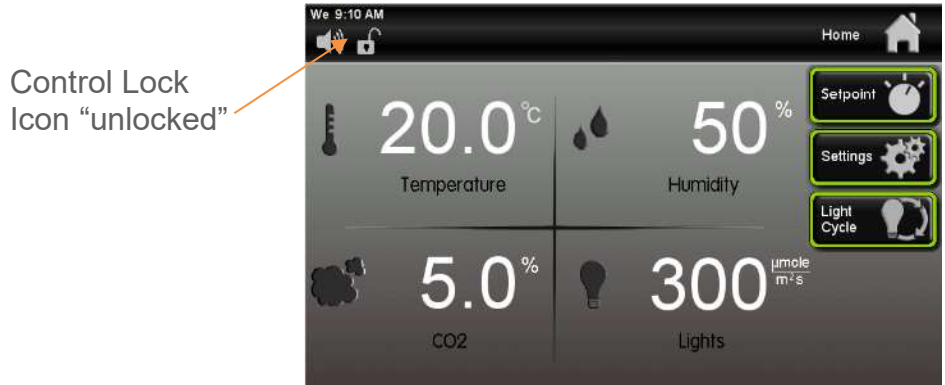 We 9:10 AM
Home
Control Lock
Icon “unlocked”
Setpoint
20.0°C
50%
Settings
Temperature
Humidity
Light
Cycle
5.0%
300 µmole
m²s
CO2
Lights